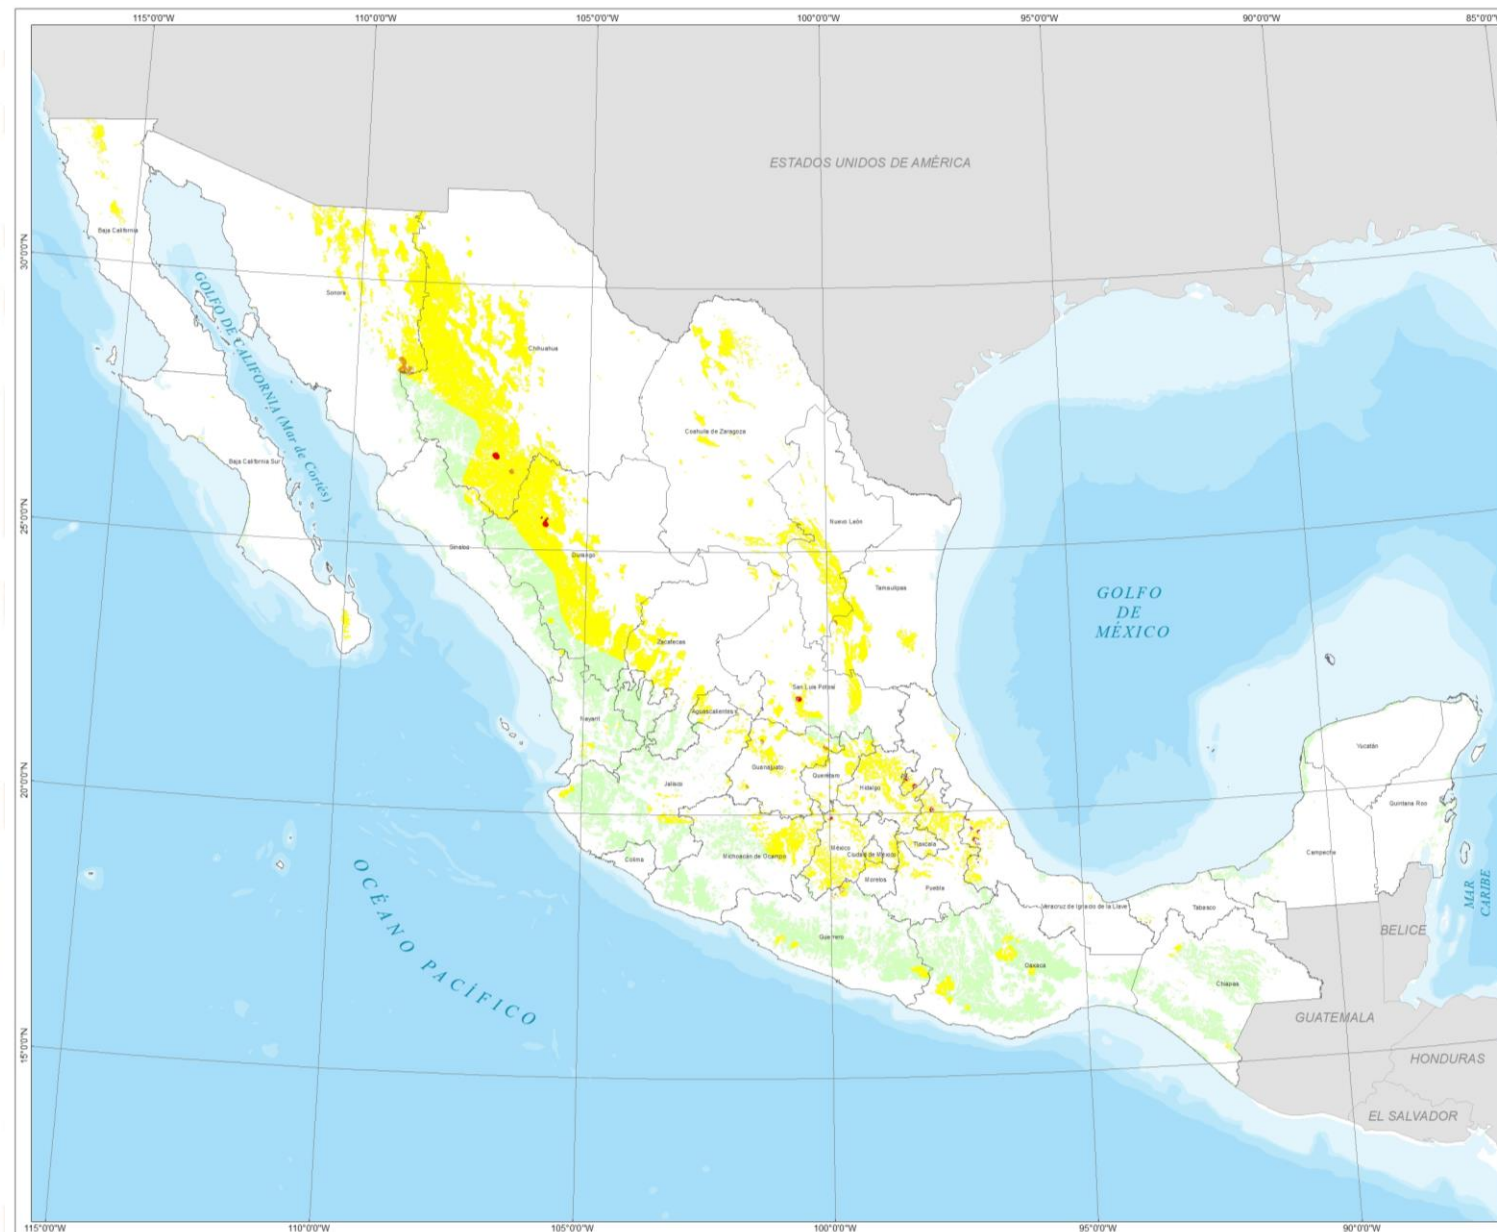 115°0'0"W 110°0'0"W 105°0'0"W 100°0'0"W 95°0'0"W 90°0'0"W 85°0'0"W
ESTADOS UNIDOS DE AMÉRICA
Baja California
30°0'0"N
GOLFO DE CALIFORNIA (Mar de Cortés)
Sonora
Chihuahua
Coahuila de Zaragoza
Baja California Sur
25°0'0"N
Nuevo León
Sinaloa
Durango
Tamaulipas
GOLFO
DE
MÉXICO
Zacatecas
San Luis Potosí
Aguascalientes
Nayarit
Yucatán
20°0'0"N
Guanajuato
Querétaro
Jalisco
Hidalgo
Quintana Roo
México
Tlaxcala
Ciudad de México
Michoacán de Ocampo
Colima
Campeche
Morelos
Puebla
MAR
CARIBE
Veracruz de Ignacio de la Llave
Tabasco
BELICE
OCÉANO PACÍFICO
Guerrero
Oaxaca
Chiapas
GUATEMALA
15°0'0"N
HONDURAS
EL SALVADOR
115°0'0"W 110°0'0"W 105°0'0"W 100°0'0"W 95°0'0"W 90°0'0"W